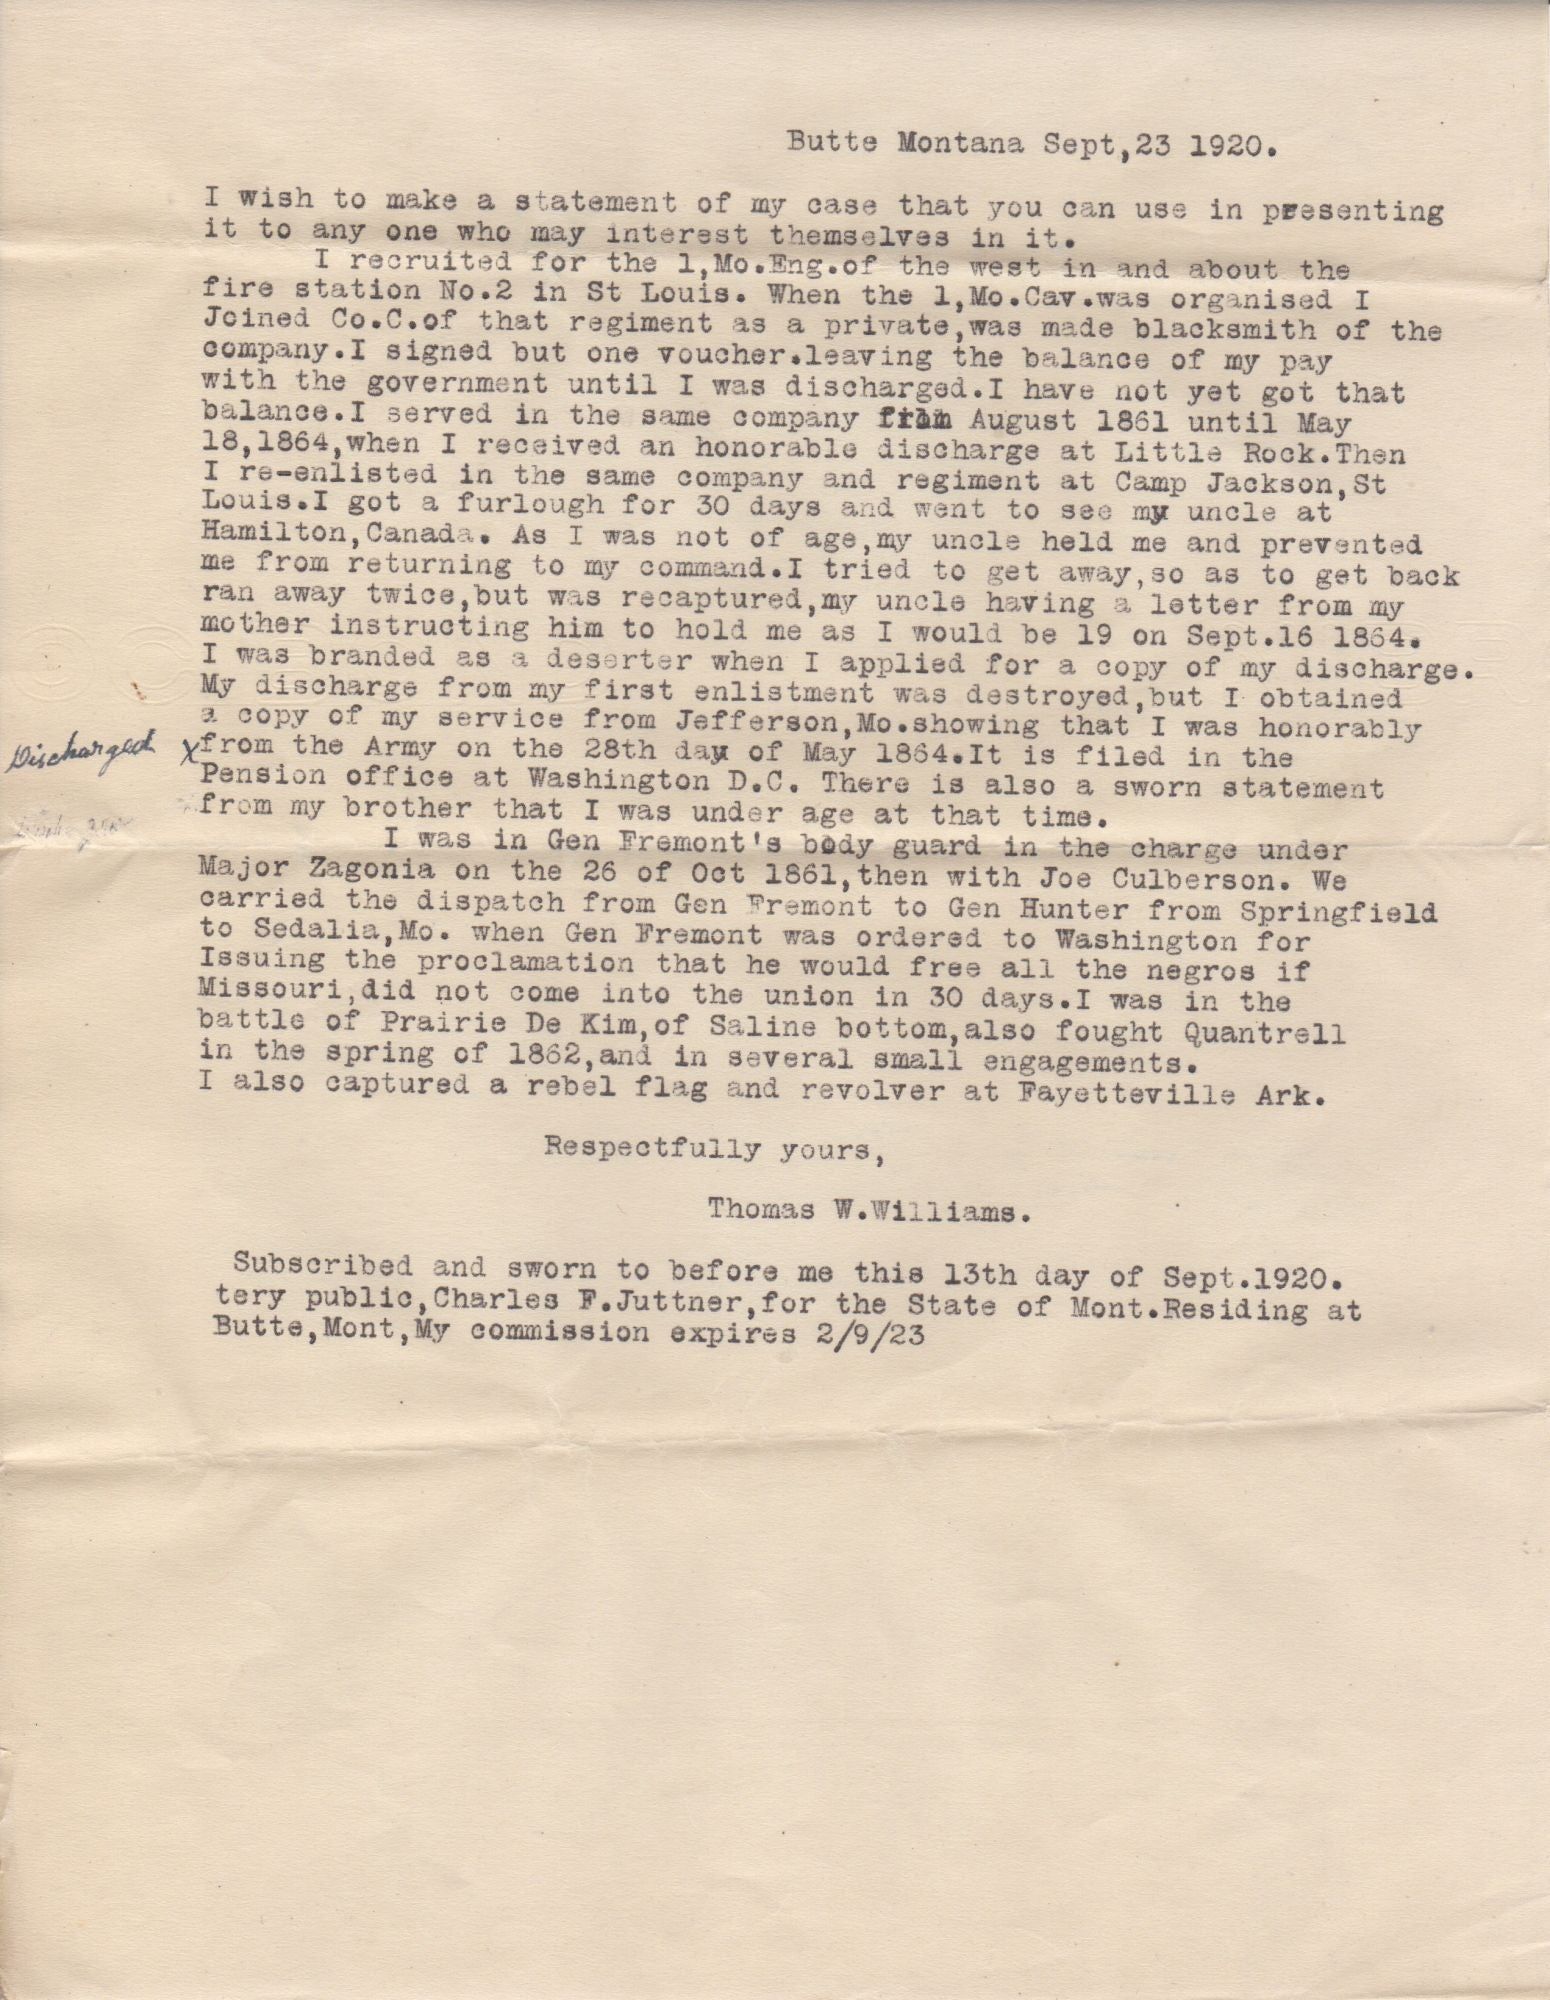 Butte Montana Sept,23 1920.
I wish to make a statement of my case that you can use in presenting
it to any one who may interest themselves in it.
I recruited for the 1,Mo.Eng.of the west in and about the
fire station No.2 in St Louis. When the 1,Mo.Cav.was organised I
Joined Co.C.of that regiment as a private,was made blacksmith of the
company.I signed but one voucher.leaving the balance of my pay
with the government until I was discharged.I have not yet got that
balance.I served in the same company from August 1861 until May
18,1864,when I received an honorable discharge at Little Rock.Then
I re-enlisted in the same company and regiment at Camp Jackson,St
Louis.I got a furlough for 30 days and went to see my uncle at
Hamilton,Canada. As I was not of age,my uncle held me and prevented
me from returning to my command.I tried to get away,so as to get back
ran away twice,but was recaptured,my uncle having a letter from my
mother instructing him to hold me as I would be 19 on Sept.16 1864.
I was branded as a deserter when I applied for a copy of my discharge.
My discharge from my first enlistment was destroyed,but I obtained
a copy of my service from Jefferson,Mo.showing that I was honorably
Discharged x from the Army on the 28th day of May 1864.It is filed in the
Pension office at Washington D.C. There is also a sworn statement
from my brother that I was under age at that time.
I was in Gen Fremont's body guard in the charge under
Major Zagonia on the 26 of Oct 1861,then with Joe Culberson. We
carried the dispatch from Gen Fremont to Gen Hunter from Springfield
to Sedalia,Mo. when Gen Fremont was ordered to Washington for
Issuing the proclamation that he would free all the negros if
Missouri,did not come into the union in 30 days.I was in the
battle of Prairie De Kim,of Saline bottom,also fought Quantrell
in the spring of 1862,and in several small engagements.
I also captured a rebel flag and revolver at Fayetteville Ark.
Respectfully yours,
Thomas W.Williams.
Subscribed and sworn to before me this 13th day of Sept.1920.
tery public,Charles F.Juttner,for the State of Mont.Residing at
Butte,Mont,My commission expires 2/9/23